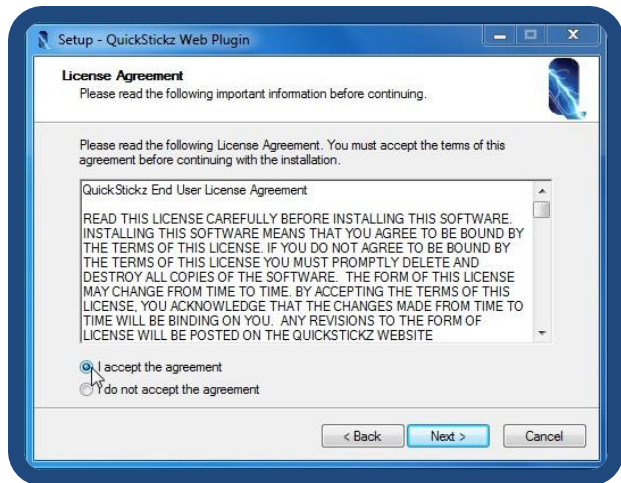 Setup - QuickStickz Web Plugin
License Agreement
Please read the following important information before continuing.
Please read the following License Agreement. You must accept the terms of this
agreement before continuing with the installation.
QuickStickz End User License Agreement
READ THIS LICENSE CAREFULLY BEFORE INSTALLING THIS SOFTWARE.
INSTALLING THIS SOFTWARE MEANS THAT YOU AGREE TO BE BOUND BY
THE TERMS OF THIS LICENSE. IF YOU DO NOT AGREE TO BE BOUND BY
THE TERMS OF THIS LICENSE YOU MUST PROMPTLY DELETE AND
DESTROY ALL COPIES OF THE SOFTWARE. THE FORM OF THIS LICENSE
MAY CHANGE FROM TIME TO TIME. BY ACCEPTING THE TERMS OF THIS
LICENSE, YOU ACKNOWLEDGE THAT THE CHANGES MADE FROM TIME TO
TIME WILL BE BINDING ON YOU. ANY REVISIONS TO THE FORM OF
LICENSE WILL BE POSTED ON THE QUICKSTICKZ WEBSITE
I accept the agreement
I do not accept the agreement
< Back Next > Cancel